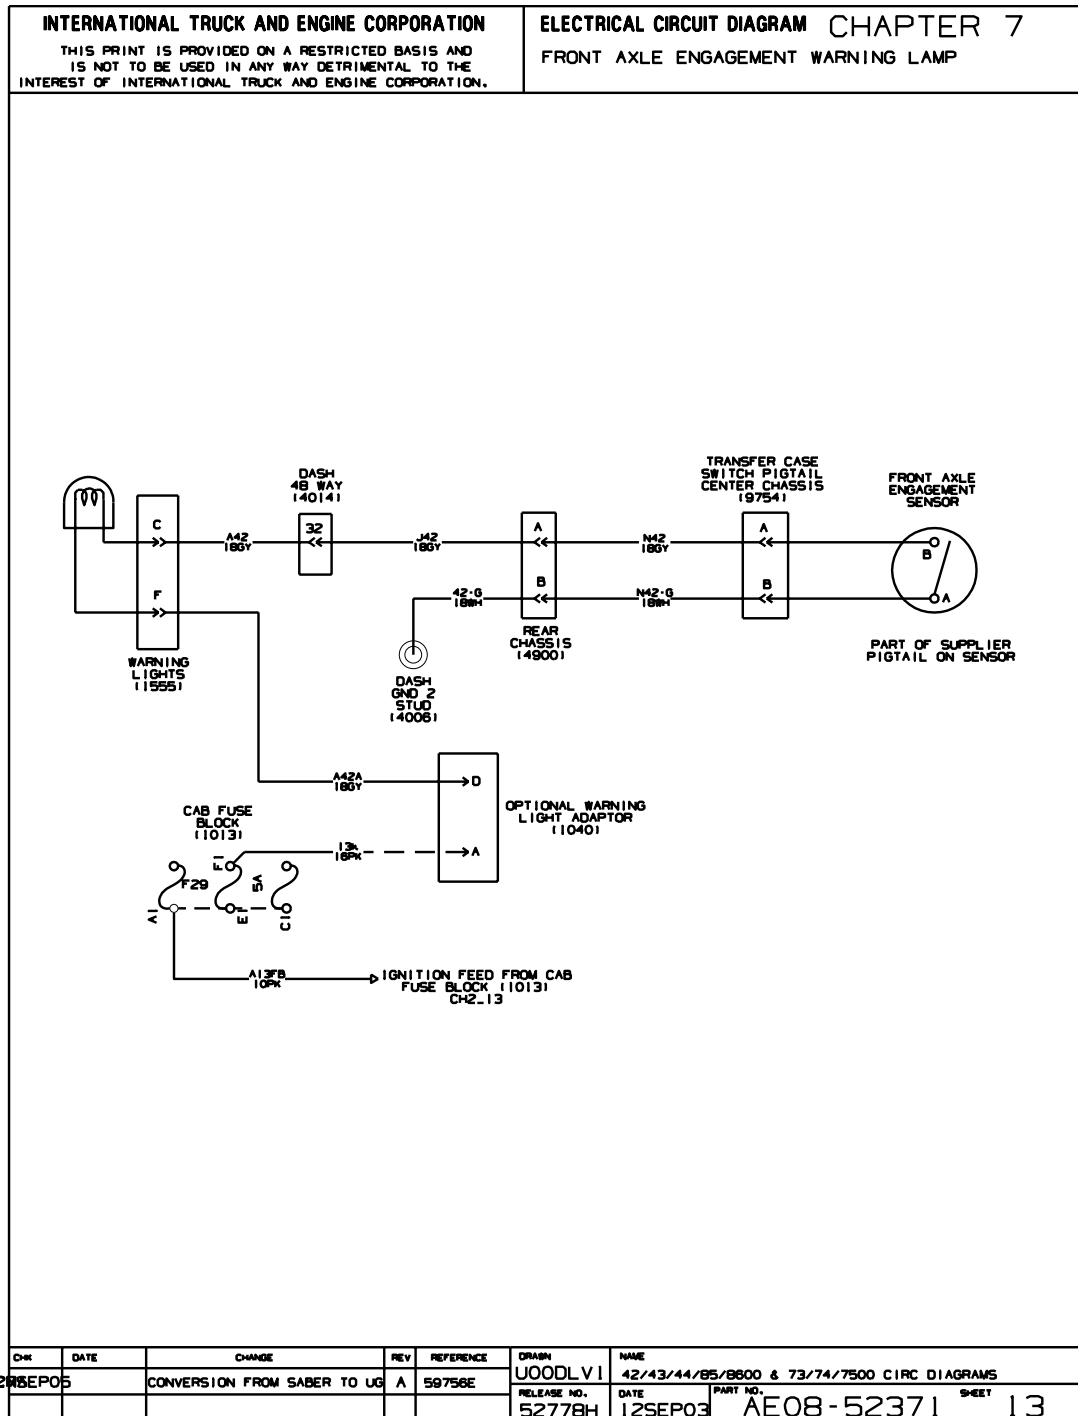 INTERNATIONAL TRUCK AND ENGINE CORPORATION
THIS PRINT IS PROVIDED ON A RESTRICTED BASIS AND
IS NOT TO BE USED IN ANY WAY DETRIMENTAL TO THE
INTEREST OF INTERNATIONAL TRUCK AND ENGINE CORPORATION.
ELECTRICAL CIRCUIT DIAGRAM CHAPTER 7
FRONT AXLE ENGAGEMENT WARNING LAMP
C
F
WARNING
LIGHTS
(1555)
A42
18GY
DASH
48 WAY
(4014)
32
J42
18GY
42-G
18WH
DASH
GND 2
STUD
(4006)
A
B
REAR
CHASSIS
(4900)
N42
18GY
N42-G
18WH
TRANSFER CASE
SWITCH PIGTAIL
CENTER CHASSIS
(9754)
A
B
FRONT AXLE
ENGAGEMENT
SENSOR
B
A
PART OF SUPPLIER
PIGTAIL ON SENSOR
A42A
18GY
D
A
OPTIONAL WARNING
LIGHT ADAPTOR
(1040)
CAB FUSE
BLOCK
(1013)
F1
F29
5A
A1
E1
C10
16PK
A13FB
10PK
IGNITION FEED FROM CAB
FUSE BLOCK (1013)
CH2_13
CHK
DATE
CHANGE
REV
REFERENCE
CONVERSION FROM SABER TO UG
A
59756E
DRAWN
U00DLV1
NAME
42/43/44/85/8600 & 73/74/7500 CIRC DIAGRAMS
RELEASE NO.
52778H
DATE
12SEP03
PART NO.
AE08-52371
SHEET
13